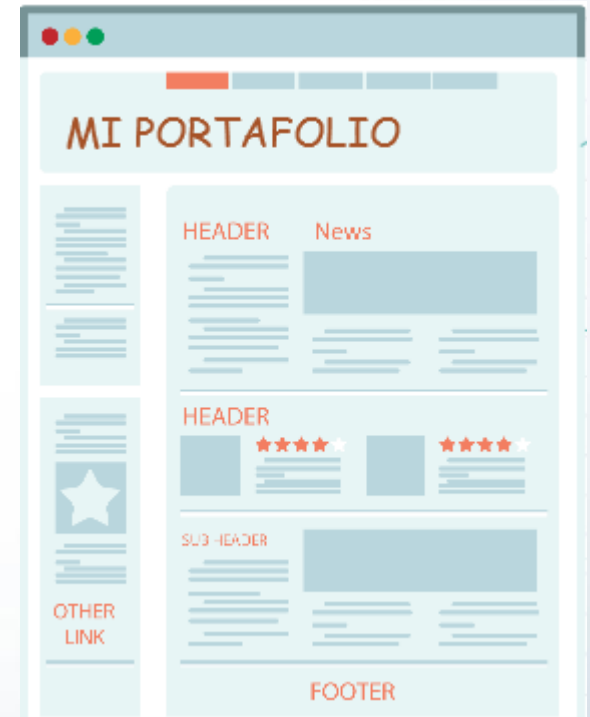 MI PORTAFOLIO
HEADER
News
HEADER
SUB HEADER
OTHER
LINK
FOOTER